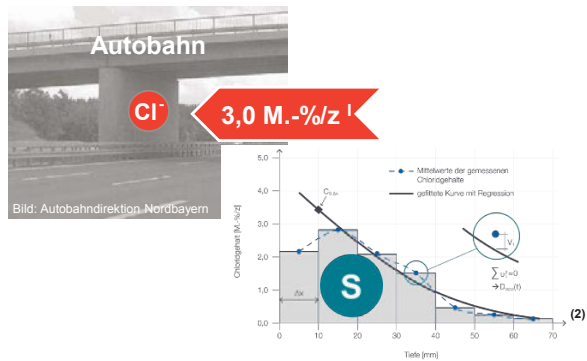 Autobahn
Cl-
3,0 M.-%/z I
Bild: Autobahndirektion Nordbayern
5,0
4,0
3,0
2,0
1,0
0,0
Chloridgehalt [M.-%/z]
Mittelwerte der gemessenen
Chloridgehalte
gefittete Kurve mit Regression
S
Δx
0
10
20
30
40
50
60
70
Tiefe [mm]
(2)